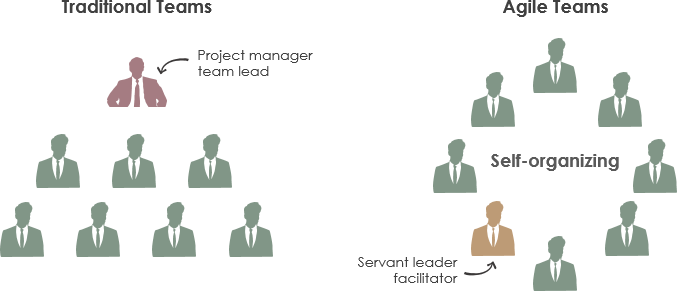 Traditional Teams
Project manager
team lead
Agile Teams
Self-organizing
Servant leader
facilitator